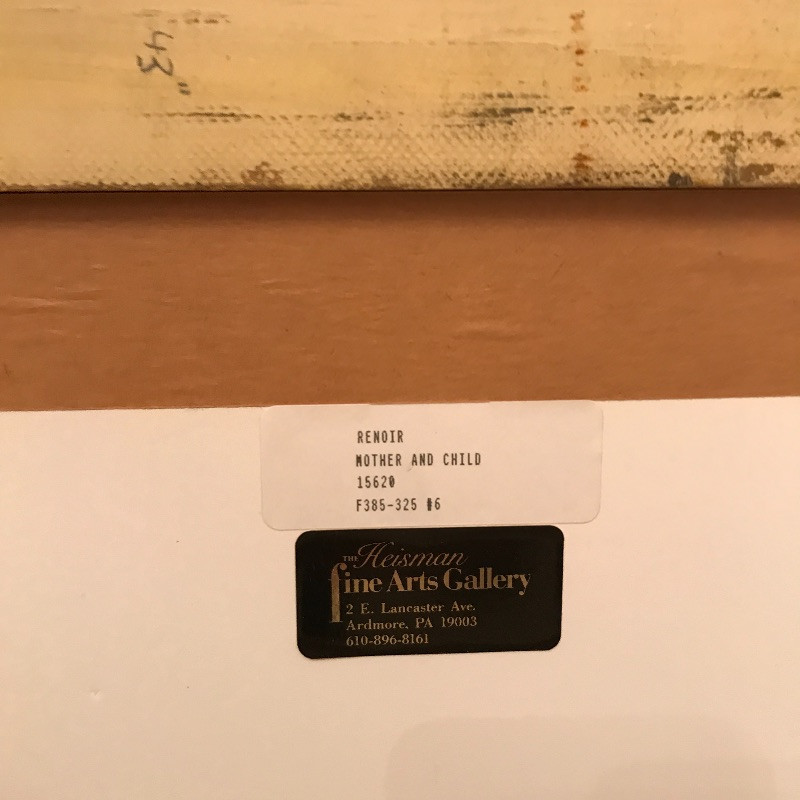 43"
RENOIR
MOTHER AND CHILD
15620
F385-325 #6
THE Heisman
fine Arts Gallery
2 E. Lancaster Ave.
Ardmore, PA 19003
610-896-8161